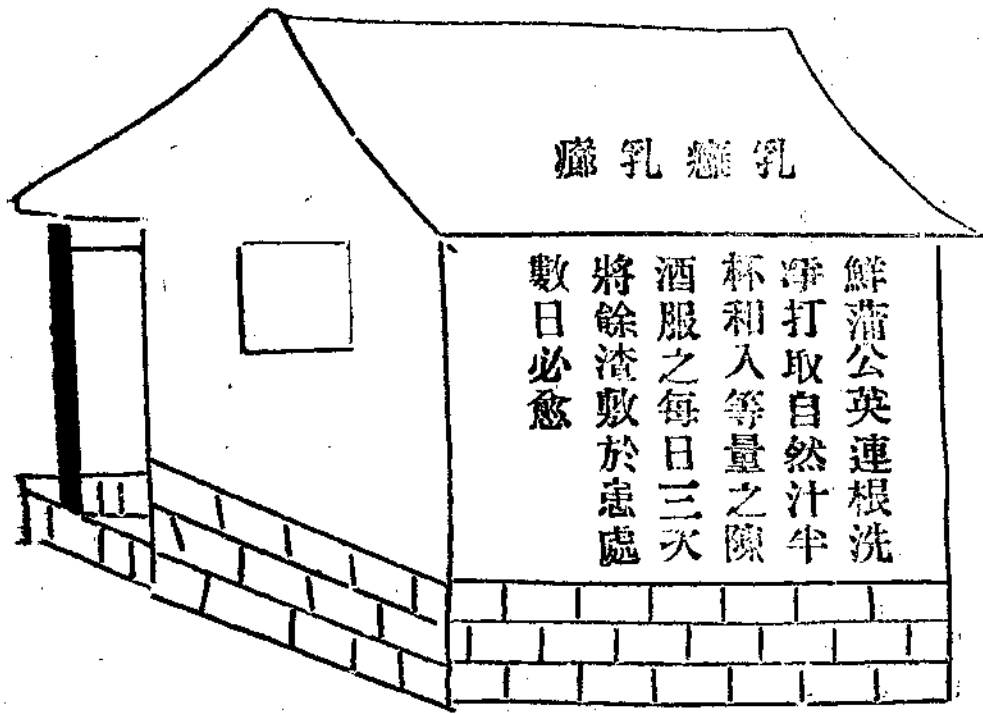 乳 乳
鮮蒲公英連根洗
淨打取自然汁半
杯和入等量之陳
酒服之每日三次
將餘渣敷於患處
數日必愈